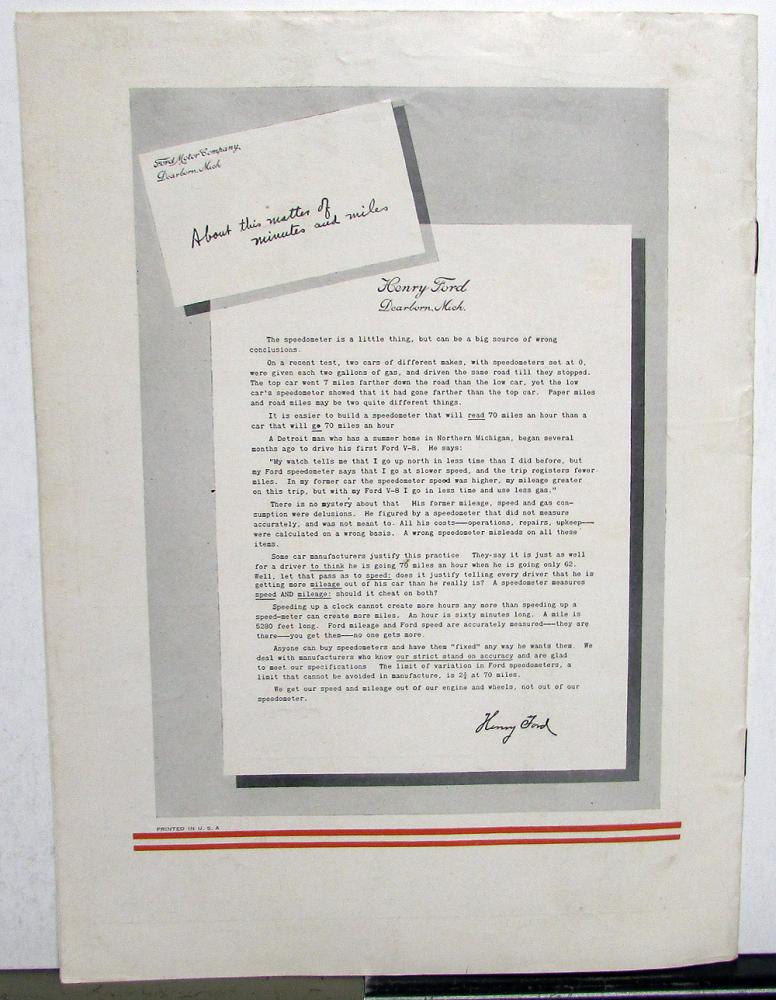 Ford Motor Company,
Dearborn, Mich
About this matter of
minutes and miles
Henry Ford
Dearborn, Mich.
The speedometer is a little thing, but can be a big source of wrong
conclusions.
On a recent test, two cars of different makes, with speedometers set at 0,
were given each two gallons of gas, and driven the same road till they stopped.
The top car went 7 miles farther down the road than the low car, yet the low
car's speedometer showed that it had gone farther than the top car. Paper miles
and road miles may be two quite different things.
It is easier to build a speedometer that will read 70 miles an hour than a
car that will go 70 miles an hour
A Detroit man who has a summer home in Northern Michigan, began several
months ago to drive his first Ford V-8. He says:
"My watch tells me that I go up north in less time than I did before, but
my Ford speedometer says that I go at slower speed, and the trip registers fewer
miles. In my former car the speedometer speed was higher, my mileage greater
on this trip, but with my Ford V-8 I go in less time and use less gas."
There is no mystery about that His former mileage, speed and gas con-
sumption were delusions. He figured by a speedometer that did not measure
accurately, and was not meant to. All his costs—operations, repairs, upkeep—
were calculated on a wrong basis. A wrong speedometer misleads on all these
items.
Some car manufacturers justify this practice They say it is just as well
for a driver to think he is going 70 miles an hour when he is going only 62.
Well, let that pass as to speed: does it justify telling every driver that he is
getting more mileage out of his car than he really is? A speedometer measures
speed AND mileage: should it cheat on both?
Speeding up a clock cannot create more hours any more than speeding up a
speed-meter can create more miles. An hour is sixty minutes long. A mile is
5280 feet long. Ford mileage and Ford speed are accurately measured—they are
there—you get them—no one gets more.
Anyone can buy speedometers and have them "fixed" any way he wants them. We
deal with manufacturers who know our strict stand on accuracy and are glad
to meet our specifications The limit of variation in Ford speedometers, a
limit that cannot be avoided in manufacture, is 2½ at 70 miles.
We get our speed and mileage out of our engine and wheels, not out of our
speedometer.
Henry Ford
PRINTED IN U. S. A